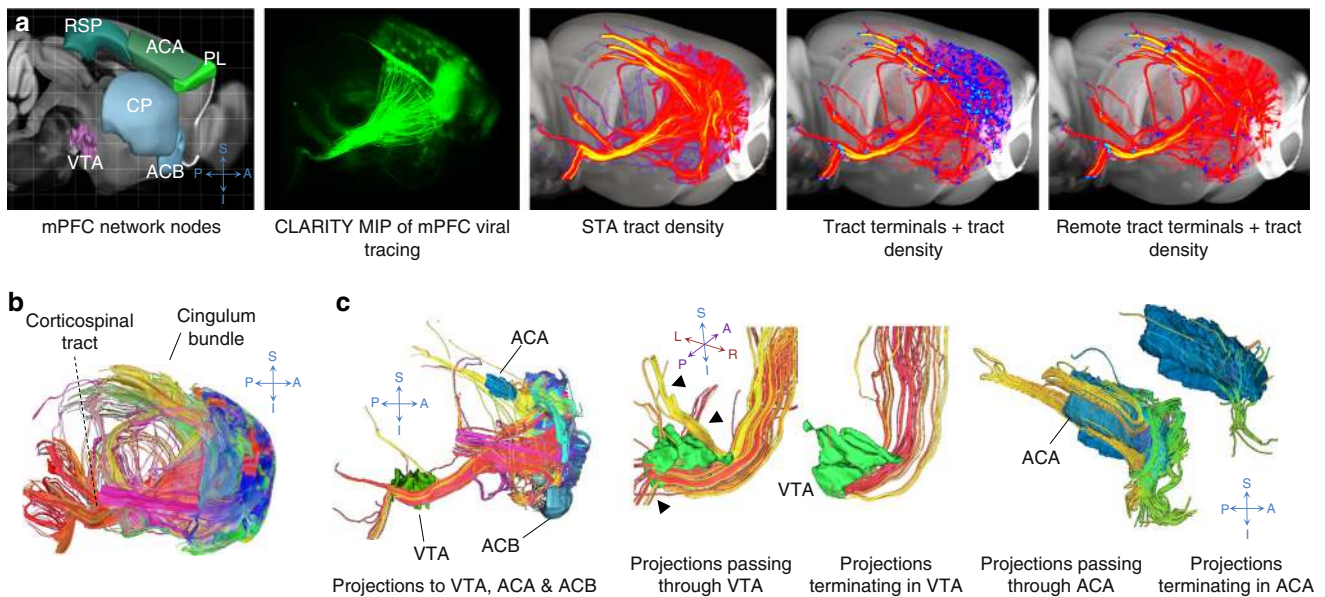 a
RSP
ACA
PL
CP
VTA
ACB
S
P
A
I
mPFC network nodes
CLARITY MIP of mPFC viral
tracing
STA tract density
Tract terminals + tract
density
Remote tract terminals + tract
density
b
Corticospinal
tract
Cingulum
bundle
S
P
A
I
c
ACA
S
P
A
I
VTA
ACB
Projections to VTA, ACA & ACB
S
A
L
R
P
I
Projections passing
through VTA
VTA
Projections
terminating in VTA
ACA
Projections passing
through ACA
S
P
A
I
Projections
terminating in ACA